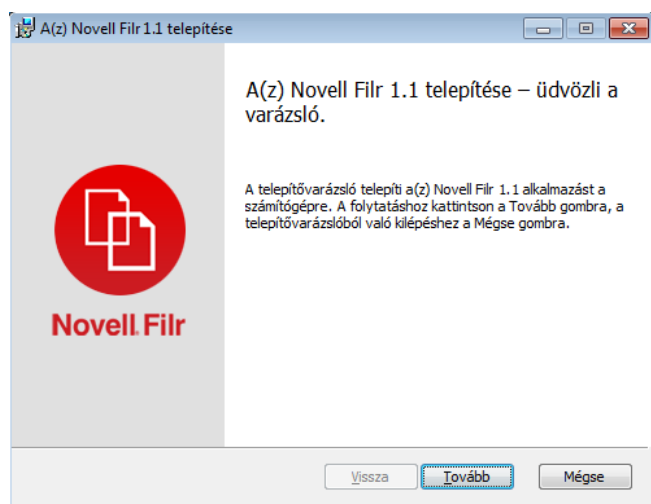 A(z) Novell Filr 1.1 telepítése
A(z) Novell Filr 1.1 telepítése – üdvözli a
varázsló.
A telepítővarázsló telepíti a(z) Novell Filr 1.1 alkalmazást a
számítógépre. A folytatáshoz kattintson a Tovább gombra, a
telepítővarázslóból való kilépéshez a Mégse gombra.
Novell Filr
Vissza
Tovább
Mégse